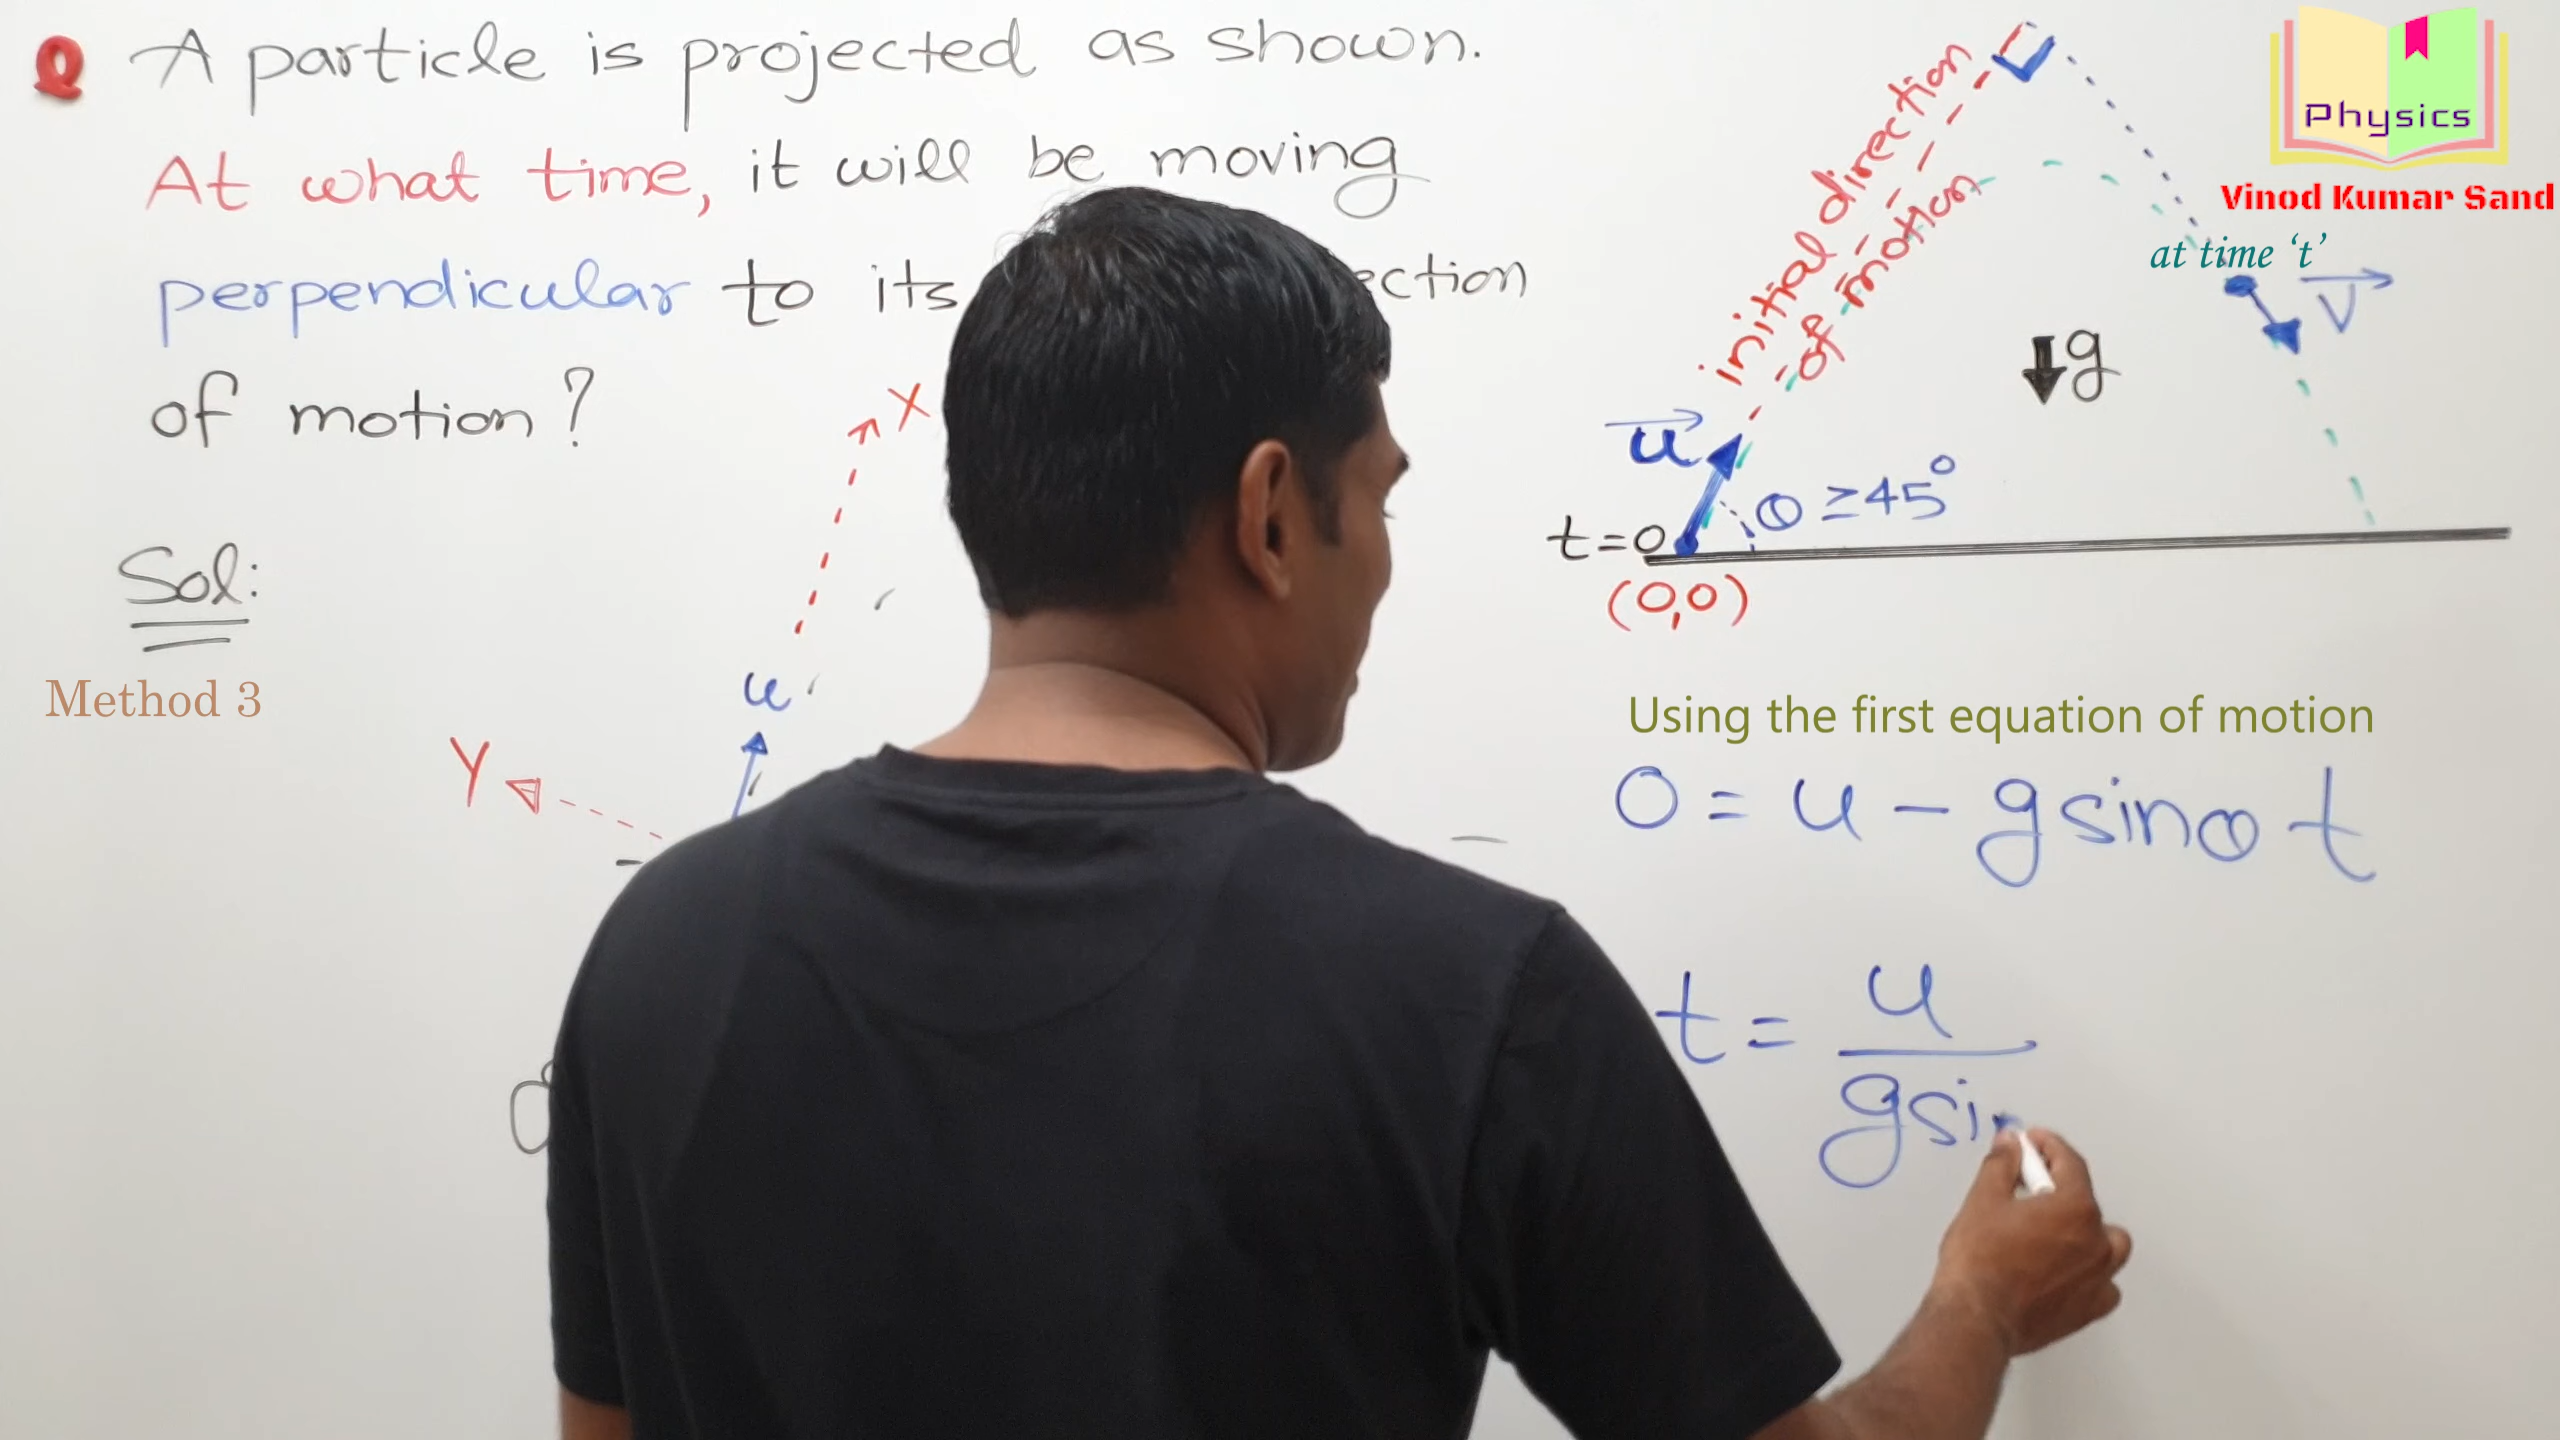 Q A particle is projected as shown.
At what time, it will be moving
perpendicular to its ection
of motion?
Sol:
Method 3
X
u
Y
initial direction
of motion
Physics
Vinod Kumar Sand
at time ‘t’
V
g
u
θ ≥ 45°
t=0
(0,0)
Using the first equation of motion
0 = u - g sinθ t
t = u
g sin